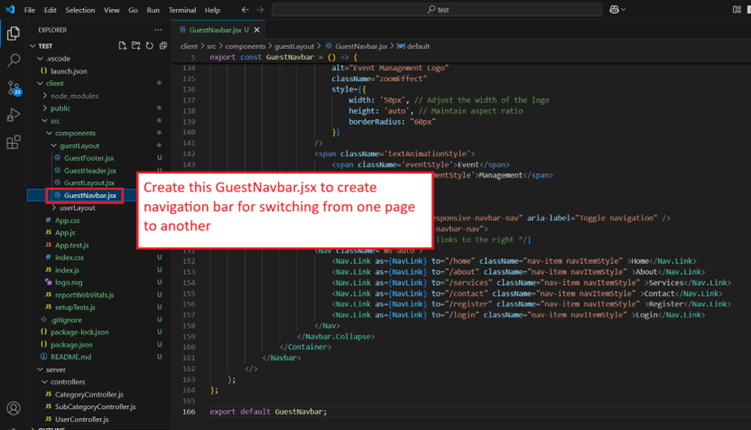 File Edit Selection View Go Run Terminal Help
test
EXPLORER
TEST
.vscode
launch.json
client
node_modules
public
src
components
guestLayout
GuestFooter.jsx U
GuestHeader.jsx U
GuestLayout.jsx U
GuestNavbar.jsx U
userLayout
App.css
App.js
App.test.js
index.css
index.js
logo.svg
reportWebVitals.js
setupTests.js
.gitignore
package-lock.json
package.json
README.md
server
controllers
CategoryController.js
SubCategoryController.js
UserController.js
OUTLINE
22
GuestNavbar.jsx U
client > src > components > guestLayout > GuestNavbar.jsx > default
5 export const GuestNavbar = () => {
134 alt="Event Management Logo"
135 className="zoomEffect"
136 style={{
137 width: '50px', // Adjust the width of the logo
138 height: 'auto', // Maintain aspect ratio
139 borderRadius: "60px"
140 }}
141 />
142 <span className='textAnimationStyle'>
143 <span className='eventStyle'>Event</span>
ementStyle'>Management</span>
Create this GuestNavbar.jsx to create
navigation bar for switching from one page
to another
sponsive-navbar-nav" aria-label="Toggle navigation" />
-navbar-nav">
links to the right */}
151 <Nav className="ms-auto">
152 <Nav.Link as={NavLink} to="/home" className="nav-item navItemStyle" >Home</Nav.Link>
153 <Nav.Link as={NavLink} to="/about" className="nav-item navItemStyle" >About</Nav.Link>
154 <Nav.Link as={NavLink} to="/services" className="nav-item navItemStyle" >Services</Nav.Link>
155 <Nav.Link as={NavLink} to="/contact" className="nav-item navItemStyle" >Contact</Nav.Link>
156 <Nav.Link as={NavLink} to="/register" className="nav-item navItemStyle" >Register</Nav.Link>
157 <Nav.Link as={NavLink} to="/login" className="nav-item navItemStyle" >Login</Nav.Link>
158 </Nav>
159 </Navbar.Collapse>
160 </Container>
161 </Navbar>
162 </>
163 );
164 };
165
166 export default GuestNavbar;